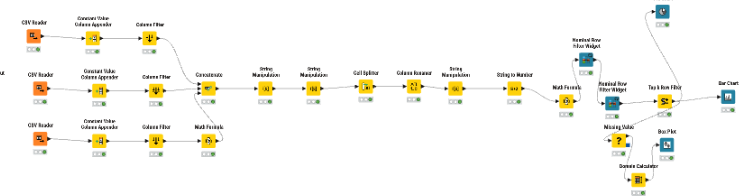 CSV Reader
Constant Value
Column Appender
Column Filter
CSV Reader
Constant Value
Column Appender
Column Filter
Concatenate
String
Manipulation
String
Manipulation
Cell Splitter
Column Renamer
String
Manipulation
String to Number
Math Formula
Nominal Row
Filter Widget
Nominal Row
Filter Widget
Top k Row Filter
Bar Chart
CSV Reader
Constant Value
Column Appender
Column Filter
Math Formula
Missing Value
Box Plot
Domain Calculator